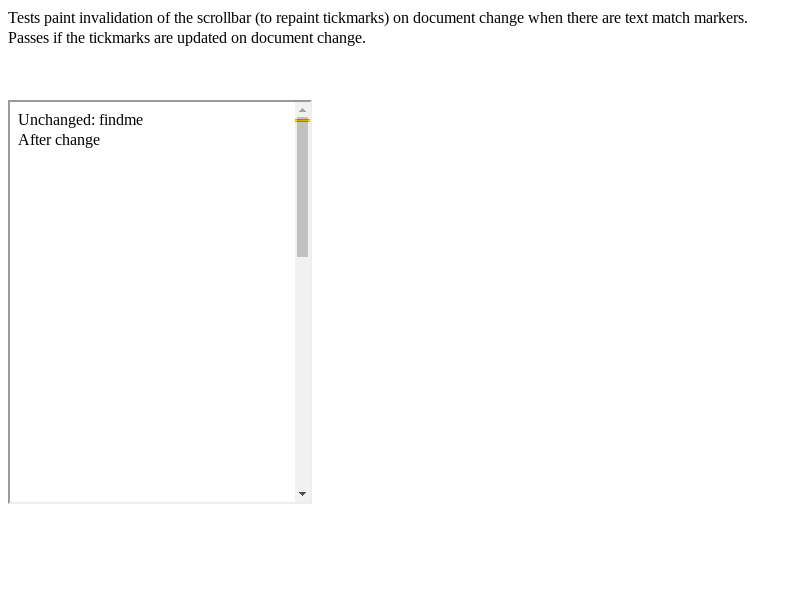 Tests paint invalidation of the scrollbar (to repaint tickmarks) on document change when there are text match markers.
Passes if the tickmarks are updated on document change.
Unchanged: findme
After change